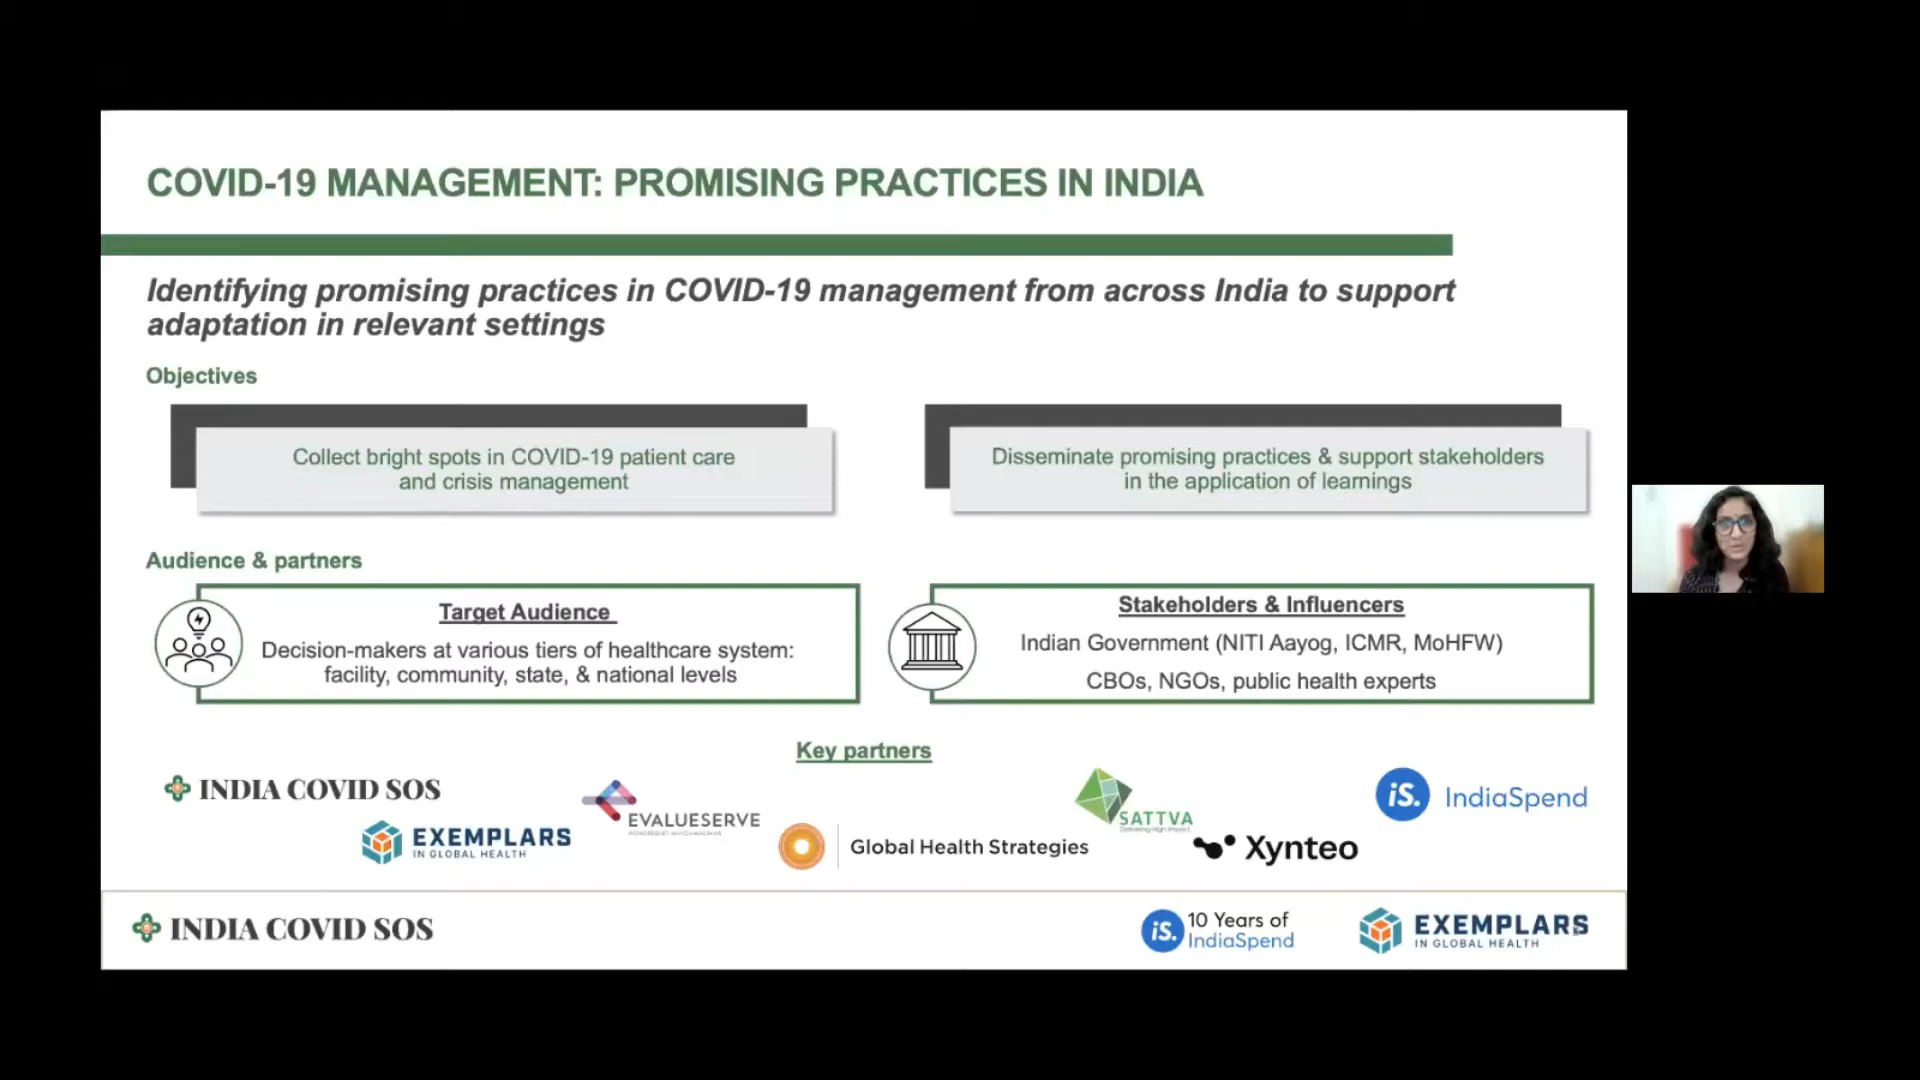 COVID-19 MANAGEMENT: PROMISING PRACTICES IN INDIA
Identifying promising practices in COVID-19 management from across India to support
adaptation in relevant settings
Objectives
Collect bright spots in COVID-19 patient care
and crisis management
Disseminate promising practices & support stakeholders
in the application of learnings
Audience & partners
Target Audience
Decision-makers at various tiers of healthcare system:
facility, community, state, & national levels
Stakeholders & Influencers
Indian Government (NITI Aayog, ICMR, MoHFW)
CBOs, NGOs, public health experts
Key partners
INDIA COVID SOS
EXEMPLARS
IN GLOBAL HEALTH
EVALUESERVE
Global Health Strategies
SATTVA
Delivering High Impact
Xynteo
iS.
IndiaSpend
INDIA COVID SOS
iS.
10 Years of
IndiaSpend
EXEMPLARS
IN GLOBAL HEALTH